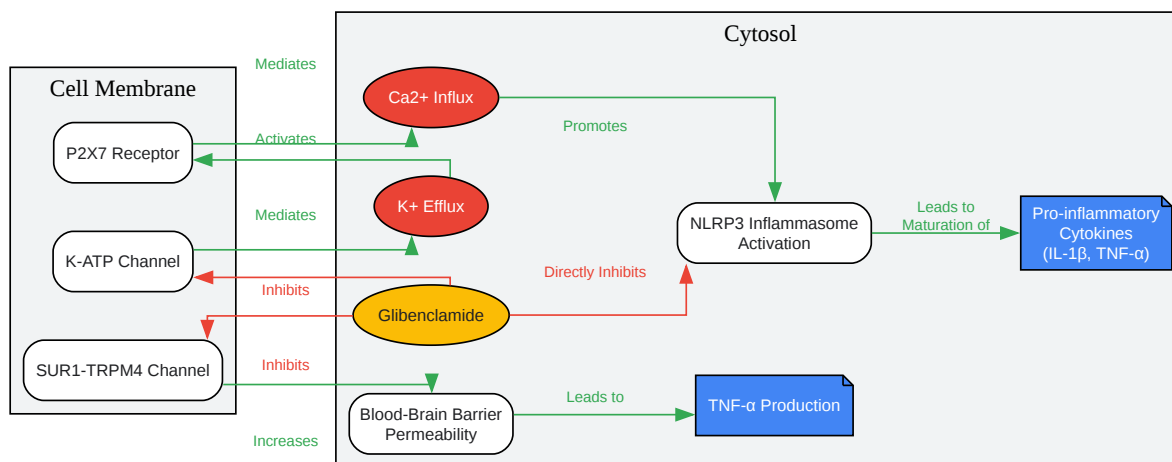 Cytosol
Cell Membrane
Mediates
Ca2+ Influx
Promotes
P2X7 Receptor
Activates
K+ Efflux
Mediates
NLRP3 Inflammasome
Activation
Leads to
Maturation of
Pro-inflammatory
Cytokines
(IL-1β, TNF-α)
K-ATP Channel
Directly Inhibits
Inhibits
Glibenclamide
SUR1-TRPM4 Channel
Inhibits
Blood-Brain Barrier
Permeability
Leads to
TNF-α Production
Increases